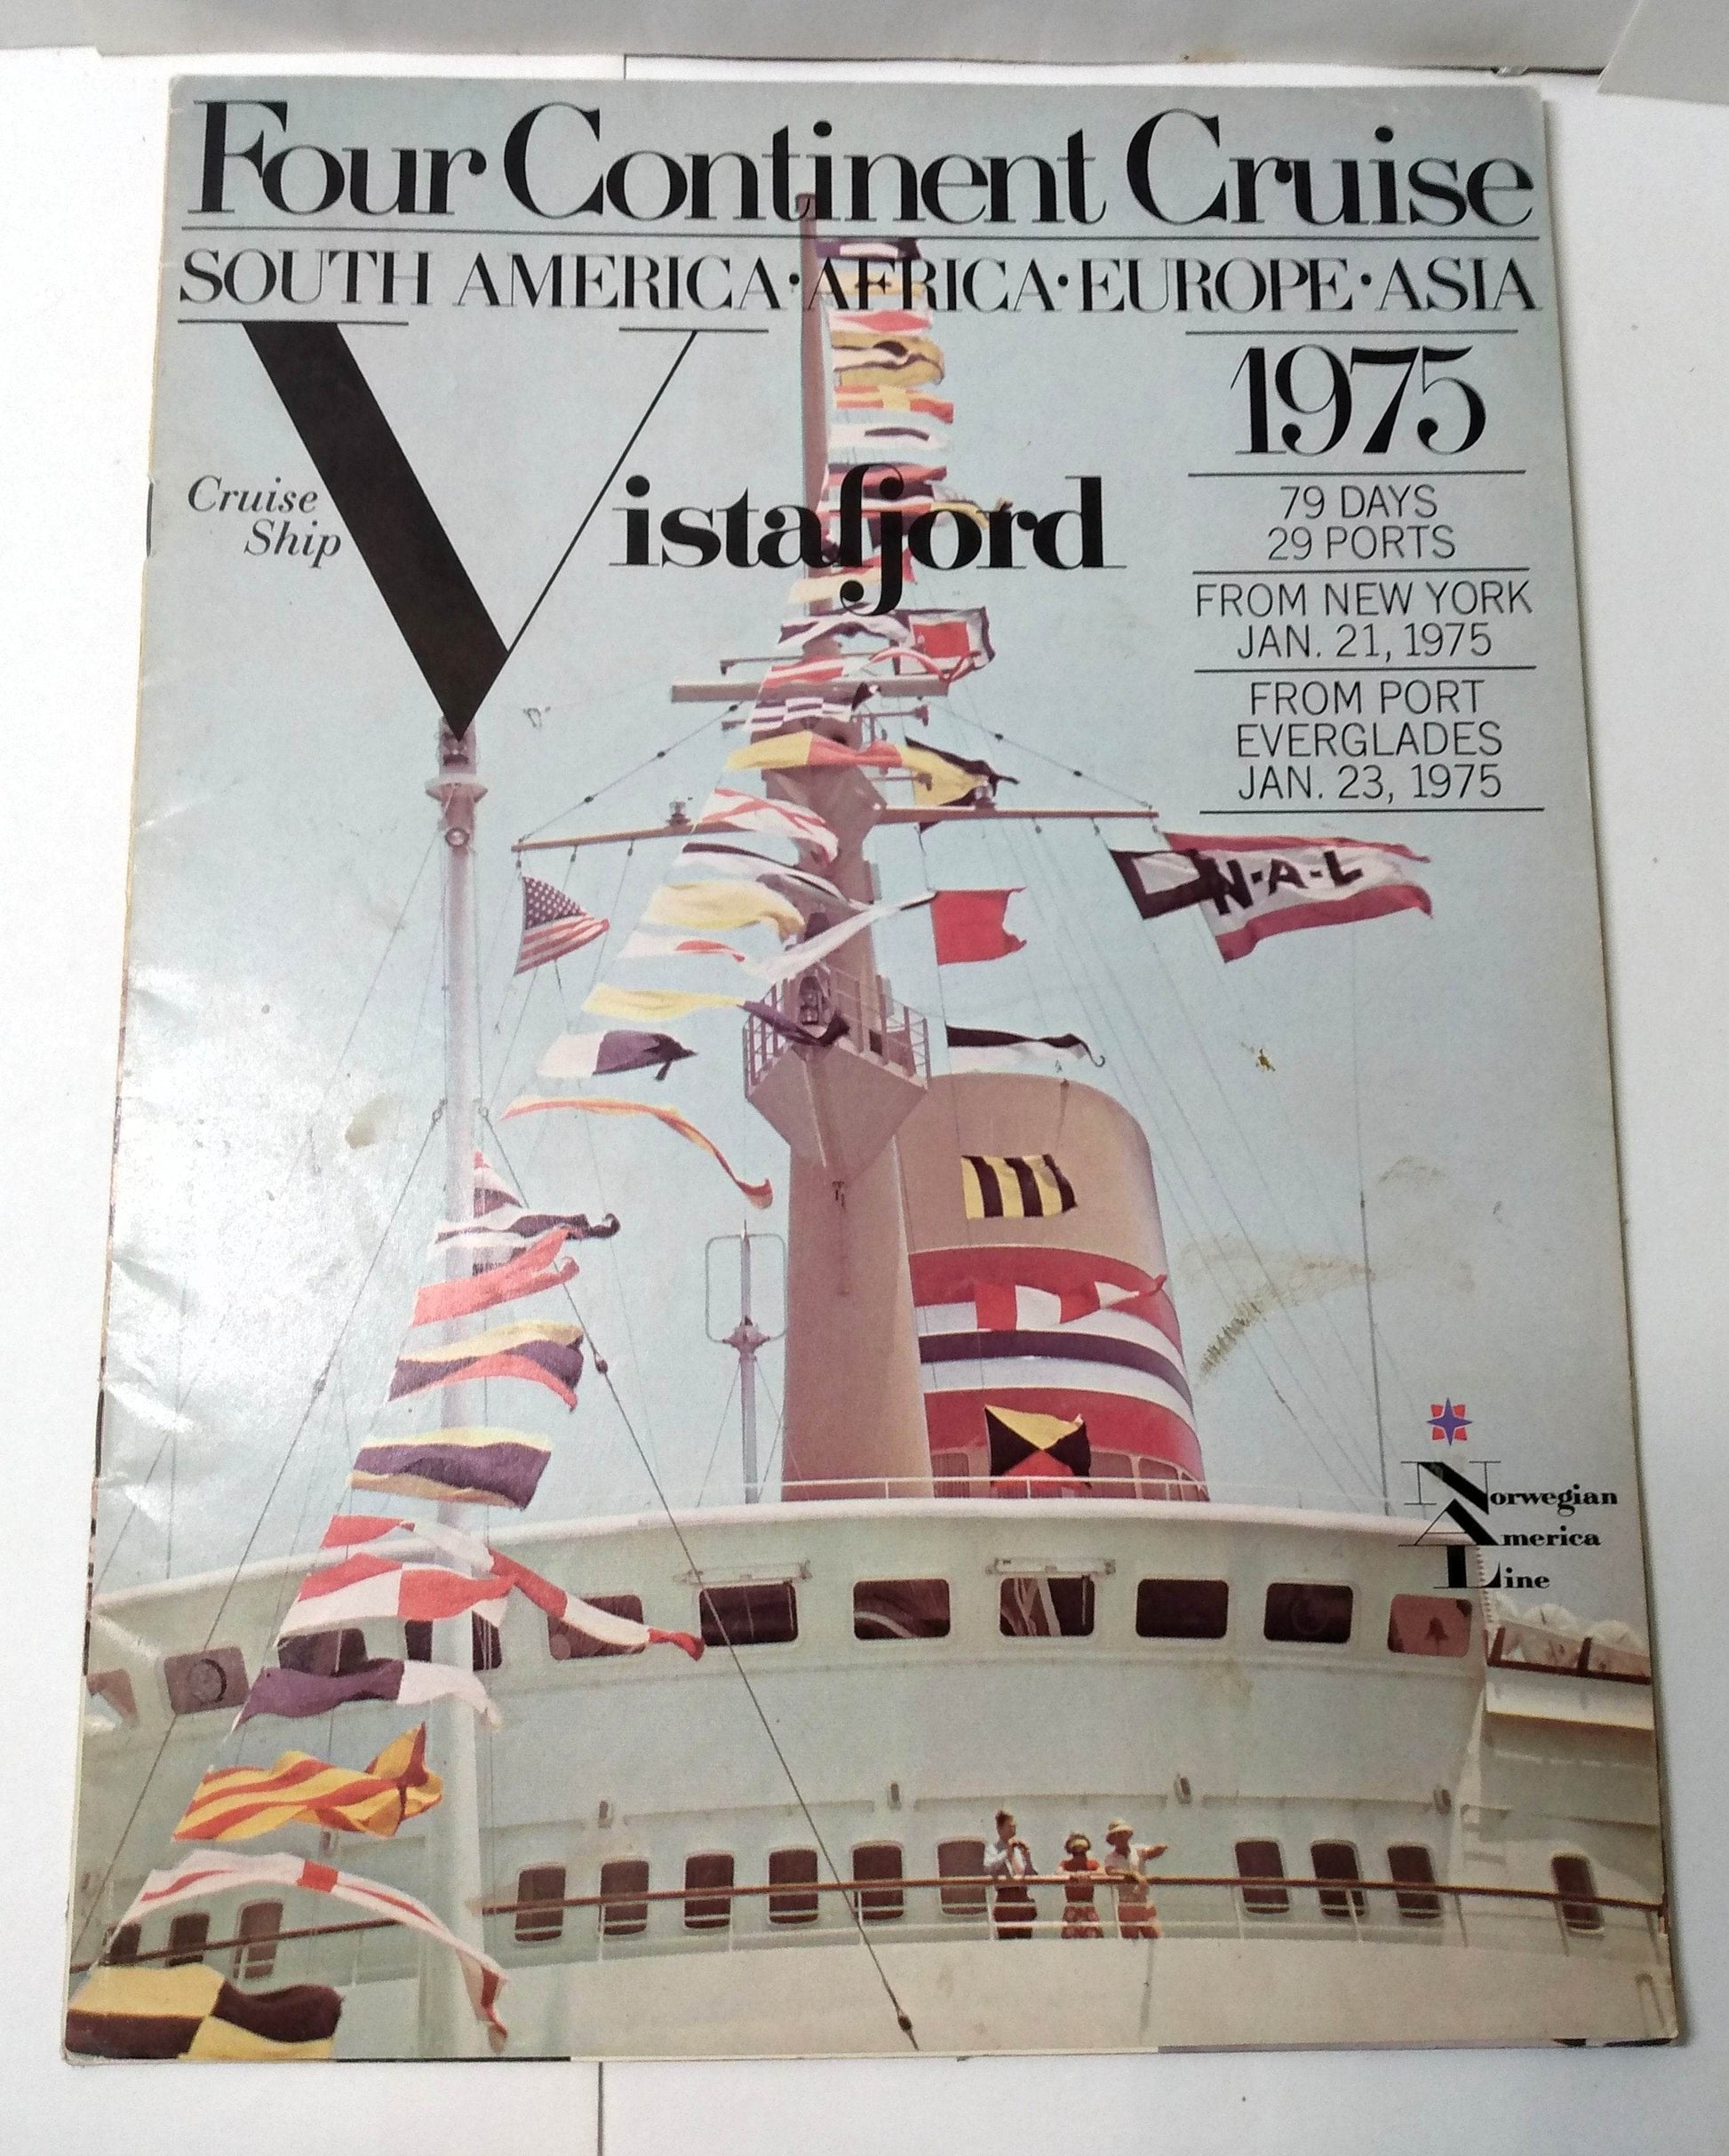 Four Continent Cruise
SOUTH AMERICA·AFRICA·EUROPE·ASIA
Cruise
Ship
Vistafjord
1975
79 DAYS
29 PORTS
FROM NEW YORK
JAN. 21, 1975
FROM PORT
EVERGLADES
JAN. 23, 1975
N-A-L
Norwegian
America
Line